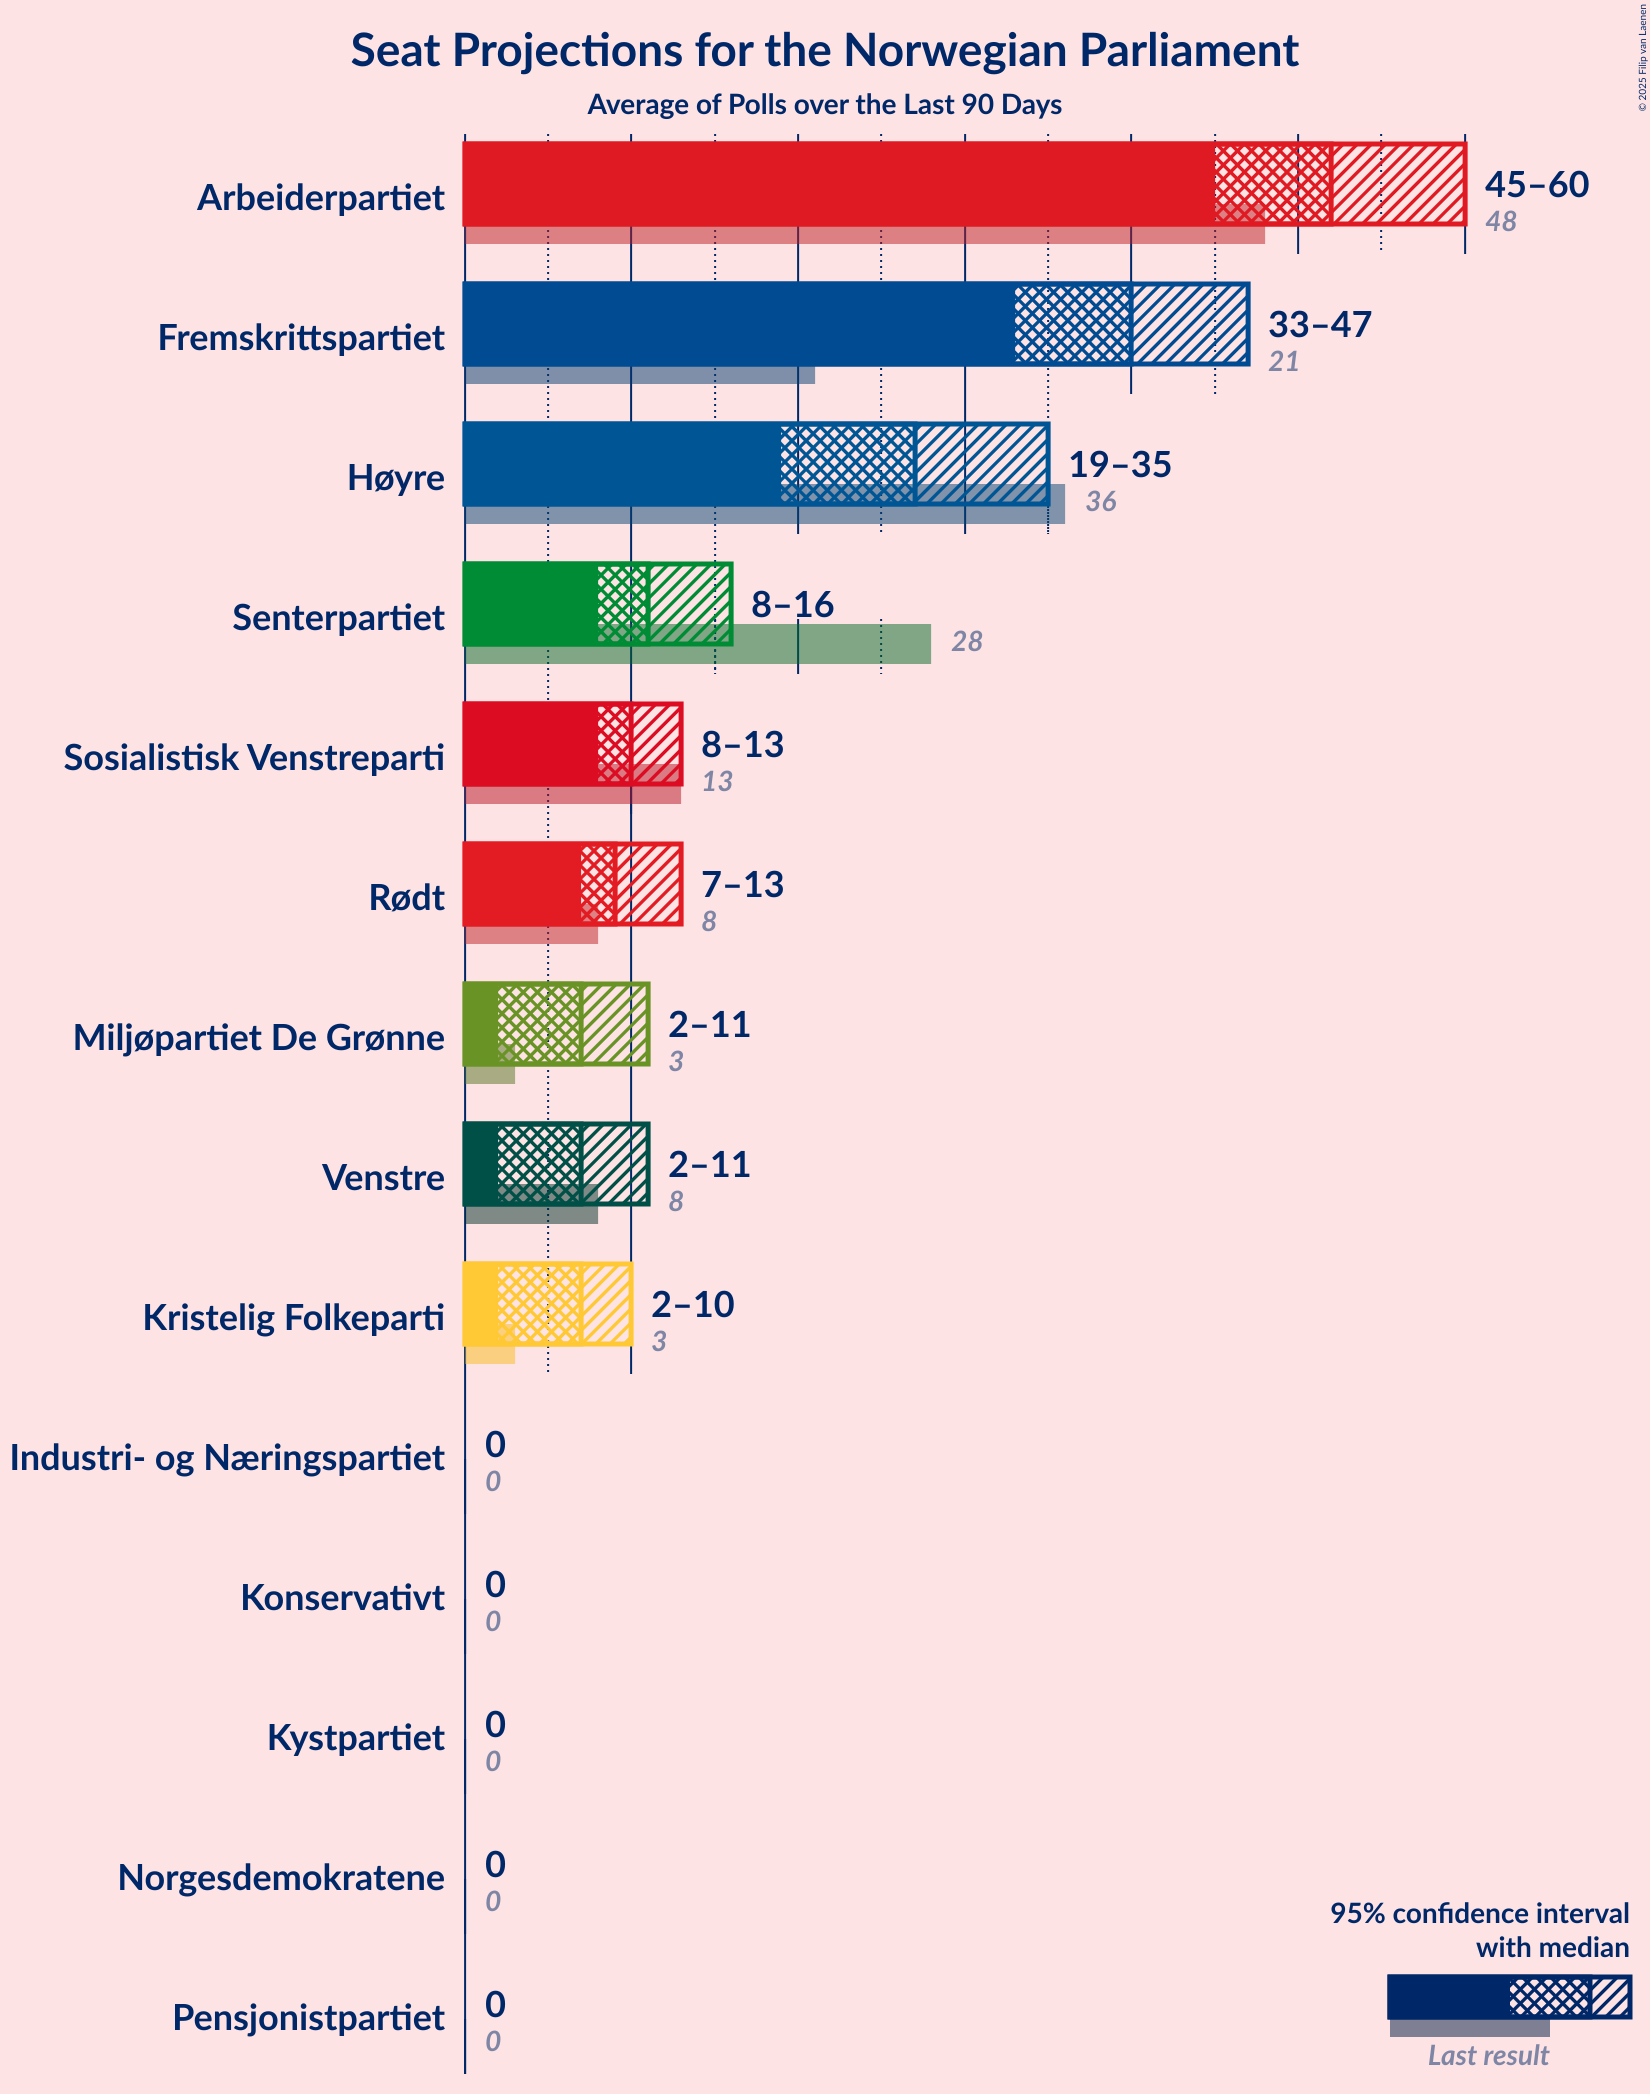 © 2025 Filip van Laenen
Seat Projections for the Norwegian Parliament
Average of Polls over the Last 90 Days
Arbeiderpartiet
45–60
48
Fremskrittspartiet
33–47
21
Høyre
19–35
36
Senterpartiet
8–16
28
Sosialistisk Venstreparti
8–13
13
Rødt
7–13
8
Miljøpartiet De Grønne
2–11
3
Venstre
2–11
8
Kristelig Folkeparti
2–10
3
Industri- og Næringspartiet
0
0
Konservativt
0
0
Kystpartiet
0
0
Norgesdemokratene
0
0
Pensjonistpartiet
0
0
95% confidence interval
with median
Last result